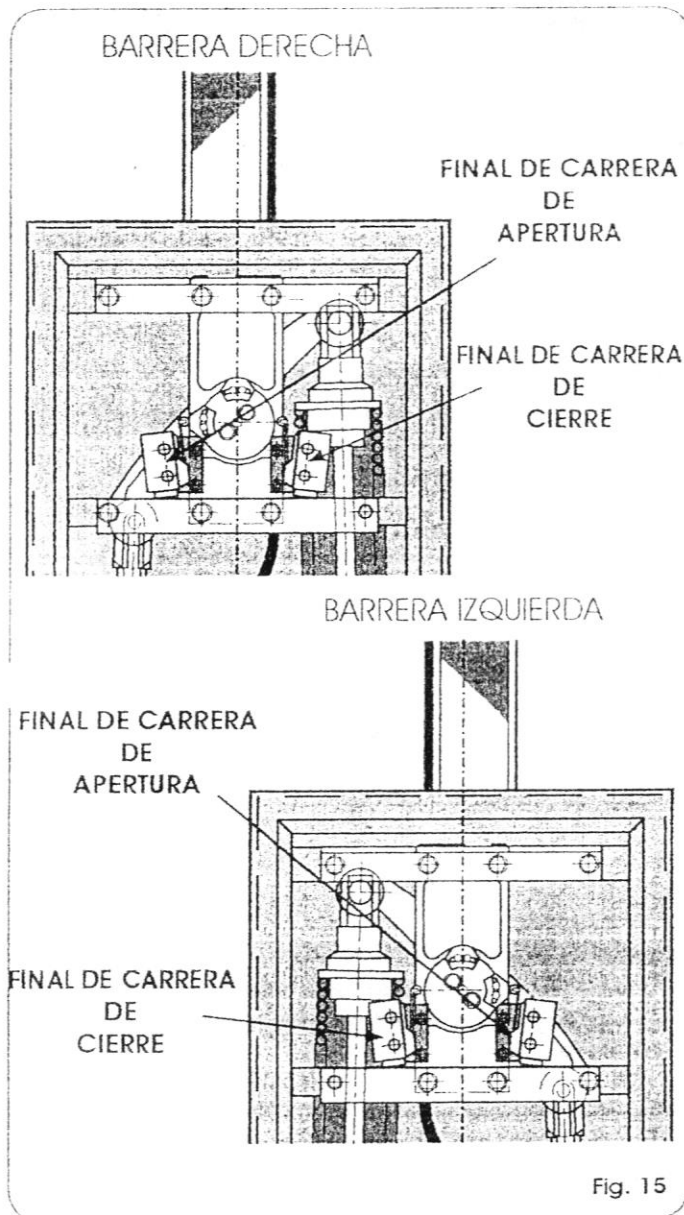 BARRERA DERECHA
FINAL DE CARRERA
DE
APERTURA
FINAL DE CARRERA
DE
CIERRE
BARRERA IZQUIERDA
FINAL DE CARRERA
DE
APERTURA
FINAL DE CARRERA
DE
CIERRE
Fig. 15